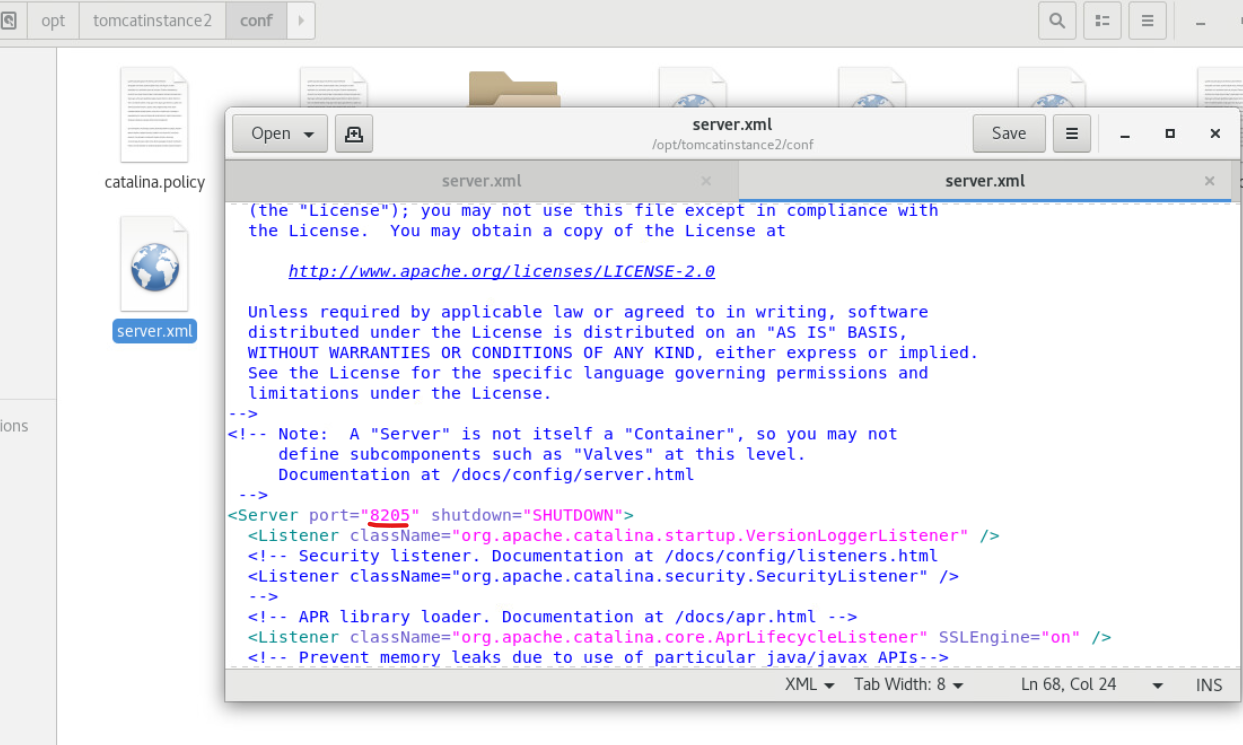 opt tomcatinstance2 conf
catalina.policy
server.xml
ions
Open
server.xml
/opt/tomcatinstance2/conf
Save
server.xml server.xml
(the "License"); you may not use this file except in compliance with
the License.  You may obtain a copy of the License at
http://www.apache.org/licenses/LICENSE-2.0
Unless required by applicable law or agreed to in writing, software
distributed under the License is distributed on an "AS IS" BASIS,
WITHOUT WARRANTIES OR CONDITIONS OF ANY KIND, either express or implied.
See the License for the specific language governing permissions and
limitations under the License.
-->
<!-- Note:  A "Server" is not itself a "Container", so you may not
define subcomponents such as "Valves" at this level.
Documentation at /docs/config/server.html
-->
<Server port="8205" shutdown="SHUTDOWN">
<Listener className="org.apache.catalina.startup.VersionLoggerListener" />
<!-- Security listener. Documentation at /docs/config/listeners.html
<Listener className="org.apache.catalina.security.SecurityListener" />
-->
<!-- APR library loader. Documentation at /docs/apr.html -->
<Listener className="org.apache.catalina.core.AprLifecycleListener" SSLEngine="on" />
<!-- Prevent memory leaks due to use of particular java/javax APIs-->
XML Tab Width: 8 Ln 68, Col 24 INS